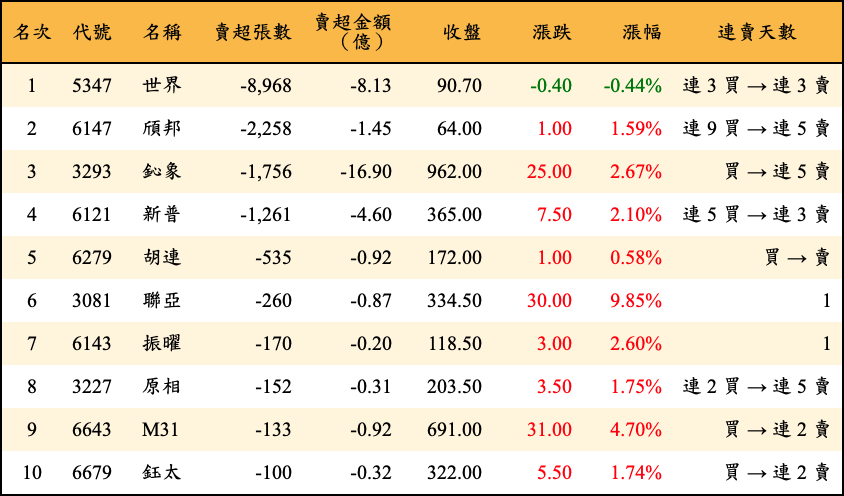 名次 代號 名稱 賣超張數 賣超金額（億） 收盤 漲跌 漲幅 連賣天數
1 5347 世界 -8,968 -8.13 90.70 -0.40 -0.44% 連 3 買 → 連 3 賣
2 6147 頎邦 -2,258 -1.45 64.00 1.00 1.59% 連 9 買 → 連 5 賣
3 3293 鈊象 -1,756 -16.90 962.00 25.00 2.67% 買 → 連 5 賣
4 6121 新普 -1,261 -4.60 365.00 7.50 2.10% 連 5 買 → 連 3 賣
5 6279 胡連 -535 -0.92 172.00 1.00 0.58% 買 → 賣
6 3081 聯亞 -260 -0.87 334.50 30.00 9.85% 1
7 6143 振曜 -170 -0.20 118.50 3.00 2.60% 1
8 3227 原相 -152 -0.31 203.50 3.50 1.75% 連 2 買 → 連 5 賣
9 6643 M31 -133 -0.92 691.00 31.00 4.70% 買 → 連 2 賣
10 6679 鈺太 -100 -0.32 322.00 5.50 1.74% 買 → 連 2 賣